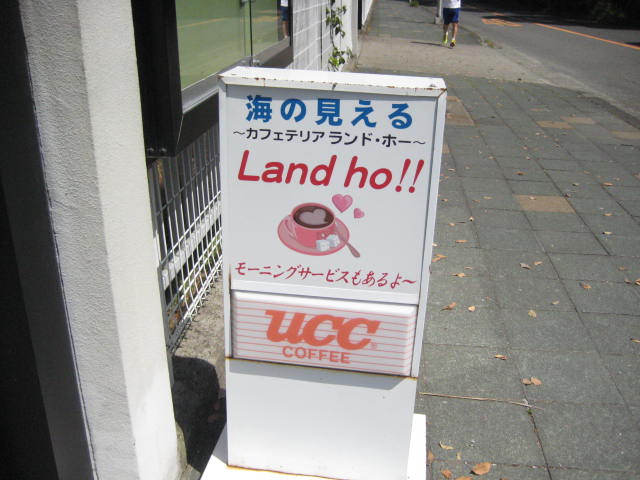 海の見える
～カフェテリア ランド・ホー～
Land ho!!
モーニングサービスもあるよ～
UCC
COFFEE